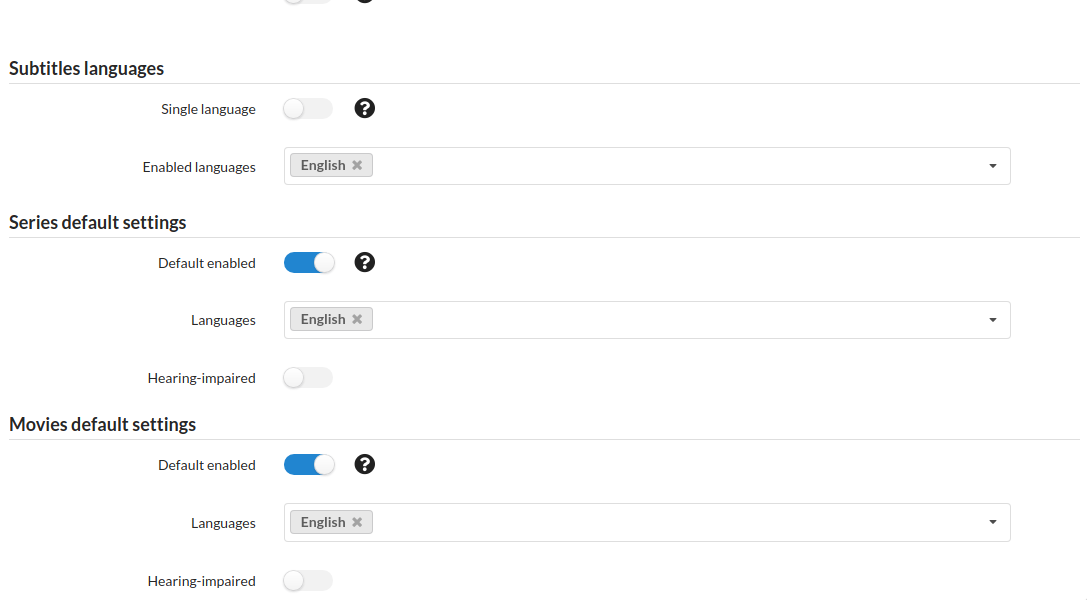 Subtitles languages
Single language ?
Enabled languages English
Series default settings
Default enabled ?
Languages English
Hearing-impaired
Movies default settings
Default enabled ?
Languages English
Hearing-impaired